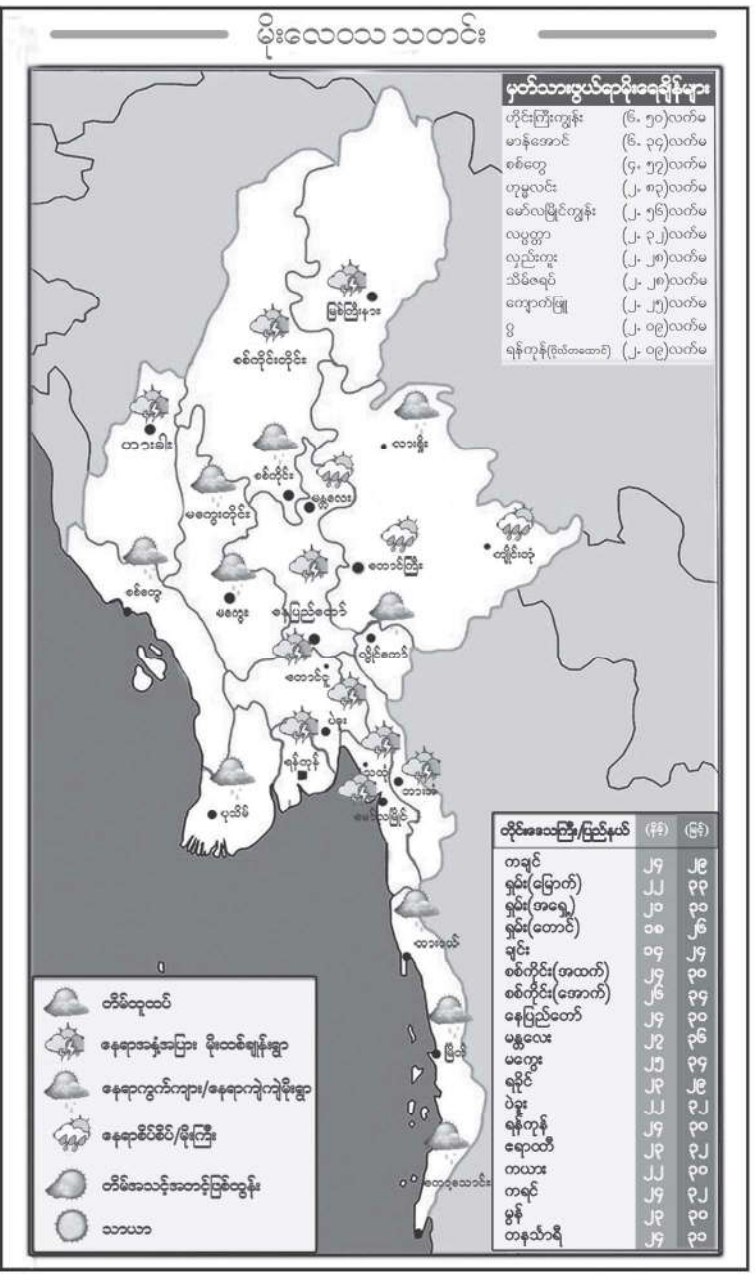 မိုးလေဝသ သတင်း
မှတ်သားဖွယ်ရာမိုးရေချိန်များ
ဟိုင်းကြီးကျွန်း (၆. ၅၀)လက်မ
မာန်အောင် (၆. ၃၄)လက်မ
စစ်တွေ (၄. ၅၇)လက်မ
ဟုမ္မလင်း (၂. ၈၃)လက်မ
မော်လမြိုင်ကျွန်း (၂. ၅၆)လက်မ
လပွတ္တာ (၂. ၃၂)လက်မ
လှည်းကူး (၂. ၂၈)လက်မ
သိမ်ဇရပ် (၂. ၂၈)လက်မ
ကျောက်ဖြူ (၂. ၂၅)လက်မ
ပွ (၂. ၀၉)လက်မ
ရန်ကုန်(ဗိုလ်တထောင်) (၂. ၀၉)လက်မ
မြစ်ကြီးနား
စစ်ကိုင်းတိုင်း
ဟားခါး
လားရှိုး
စစ်ကိုင်း
မန္တလေး
မကွေးတိုင်း
ကျိုင်းတုံ
တောင်ကြီး
စစ်တွေ
မကွေး
နေပြည်တော်
လွိုင်ကော်
တောင်ငူ
ပဲခူး
ရန်ကုန်
သထုံ
ဘားအံ
ပုသိမ်
မော်လမြိုင်
ထားဝယ်
မြိတ်
ကော့သောင်း
တိမ်ထူထပ်
နေရာအနှံ့အပြား မိုးထစ်ချုန်းရွာ
နေရာကွက်ကျား/နေရာကျဲကျဲမိုးရွာ
နေရာစိပ်စိပ်/မိုးကြီး
တိမ်အသင့်အတင့်ဖြစ်ထွန်း
သာယာ
တိုင်းဒေသကြီး/ပြည်နယ် (နိမ့်) (မြင့်)
ကချင် ၂၄ ၂၉
ရှမ်း(မြောက်) ၂၂ ၃၃
ရှမ်း(အရှေ့) ၂၁ ၃၁
ရှမ်း(တောင်) ၁၈ ၂၆
ချင်း ၁၄ ၂၄
စစ်ကိုင်း(အထက်) ၂၄ ၃၀
စစ်ကိုင်း(အောက်) ၂၆ ၃၄
နေပြည်တော် ၂၄ ၃၀
မန္တလေး ၂၇ ၃၆
မကွေး ၂၅ ၃၄
ရခိုင် ၂၃ ၂၉
ပဲခူး ၂၂ ၃၂
ရန်ကုန် ၂၄ ၃၀
ဧရာဝတီ ၂၃ ၃၂
ကယား ၂၂ ၃၀
ကရင် ၂၄ ၃၂
မွန် ၂၃ ၃၀
တနင်္သာရီ ၂၄ ၃၁